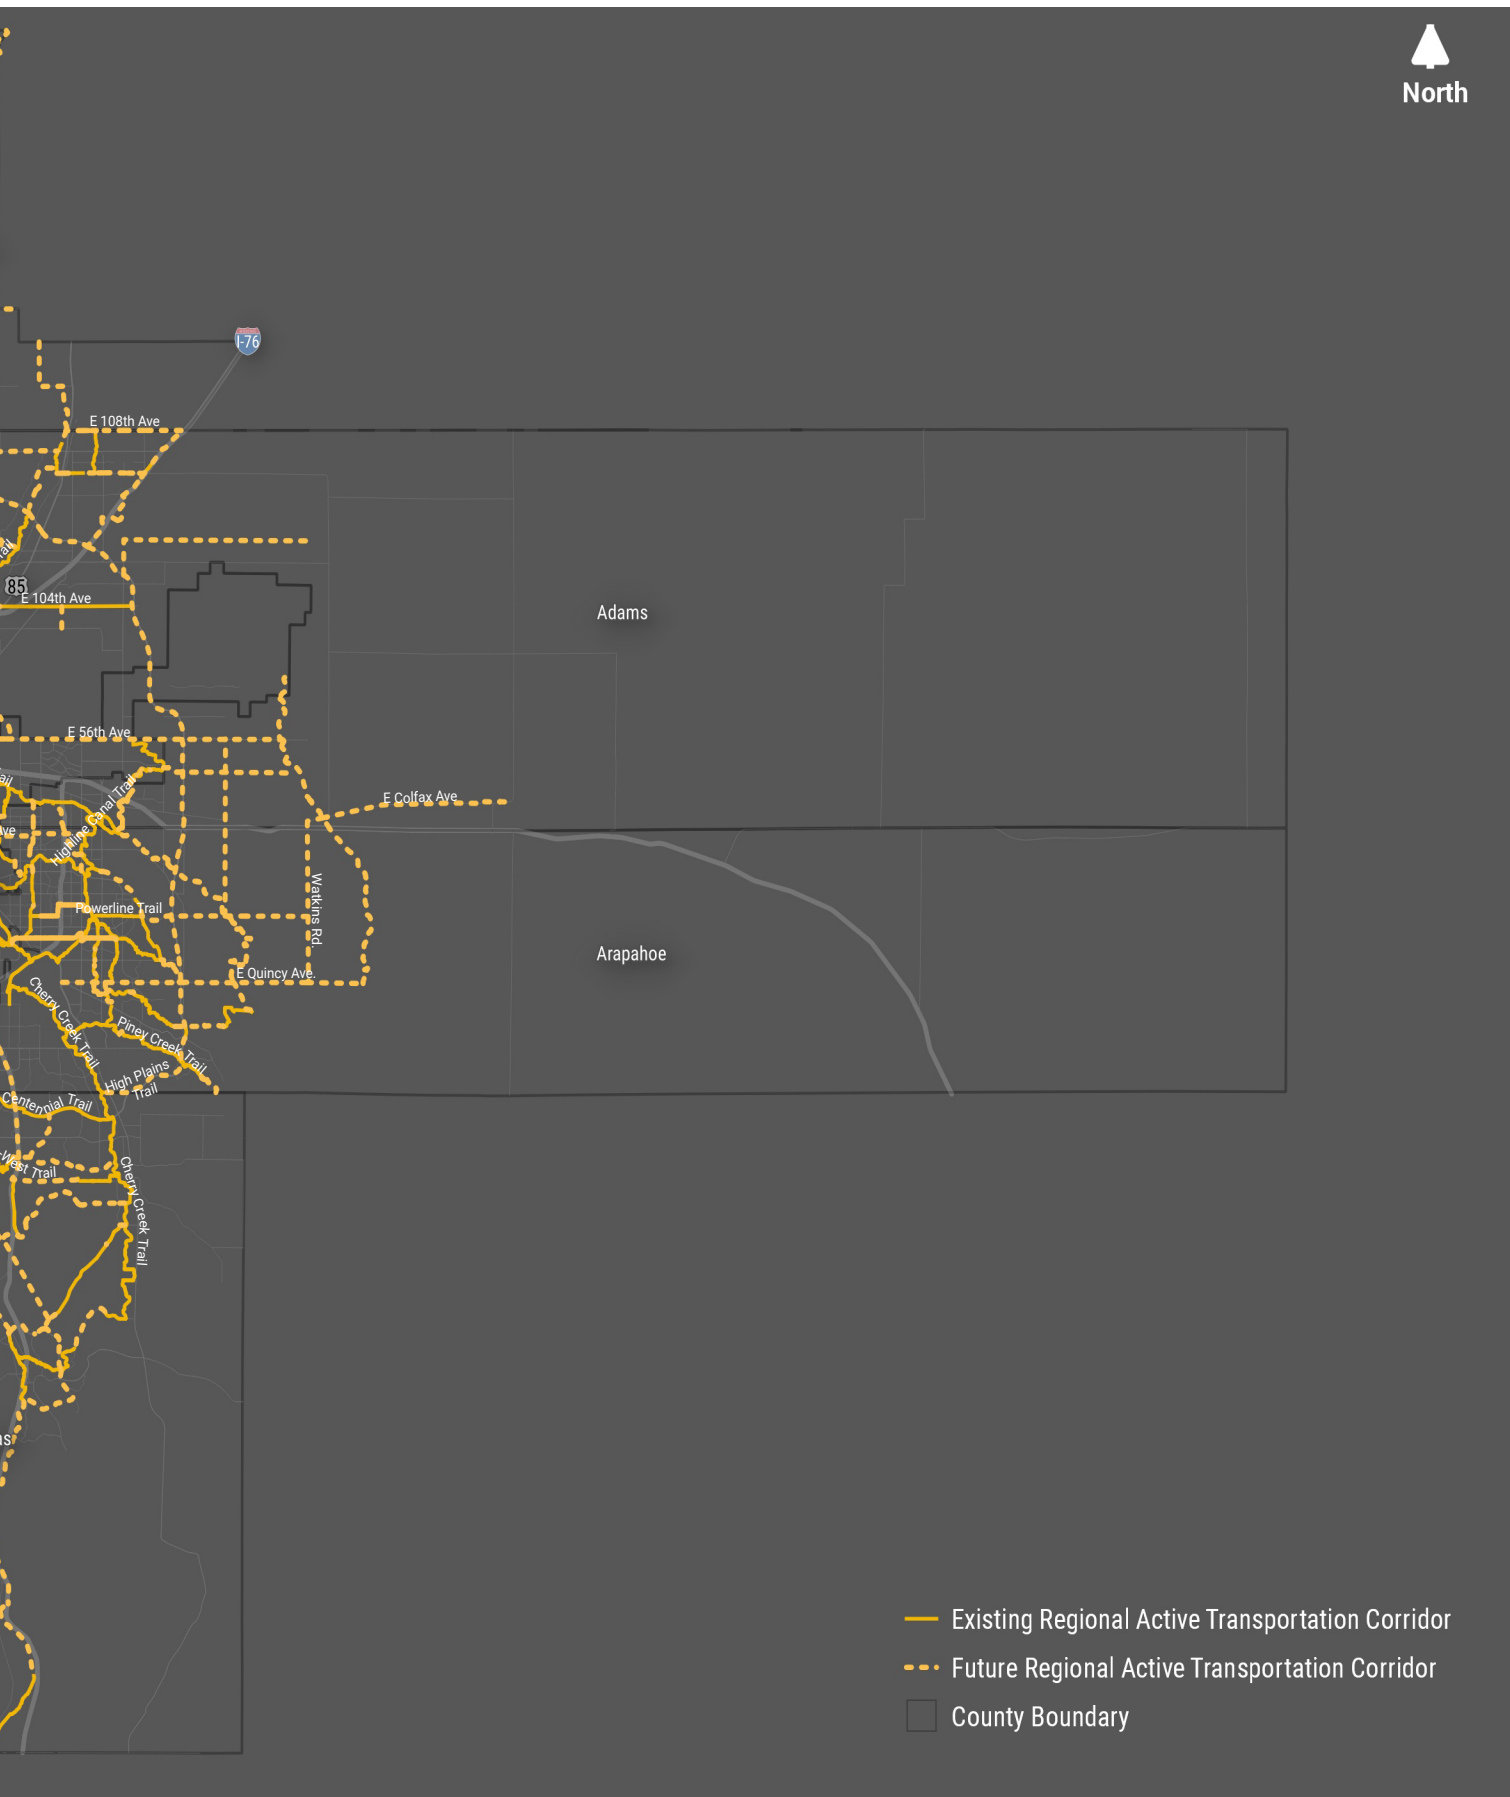 North
I-76
E 108th Ave
85
E 104th Ave
Adams
E 56th Ave
E Colfax Ave
Highline Canal Trail
Watkins Rd.
Powerline Trail
Arapahoe
E Quincy Ave.
Cherry Creek Trail
Piney Creek Trail
High Plains
Trail
Centennial Trail
-West Trail
Cherry Creek Trail
Existing Regional Active Transportation Corridor
Future Regional Active Transportation Corridor
County Boundary